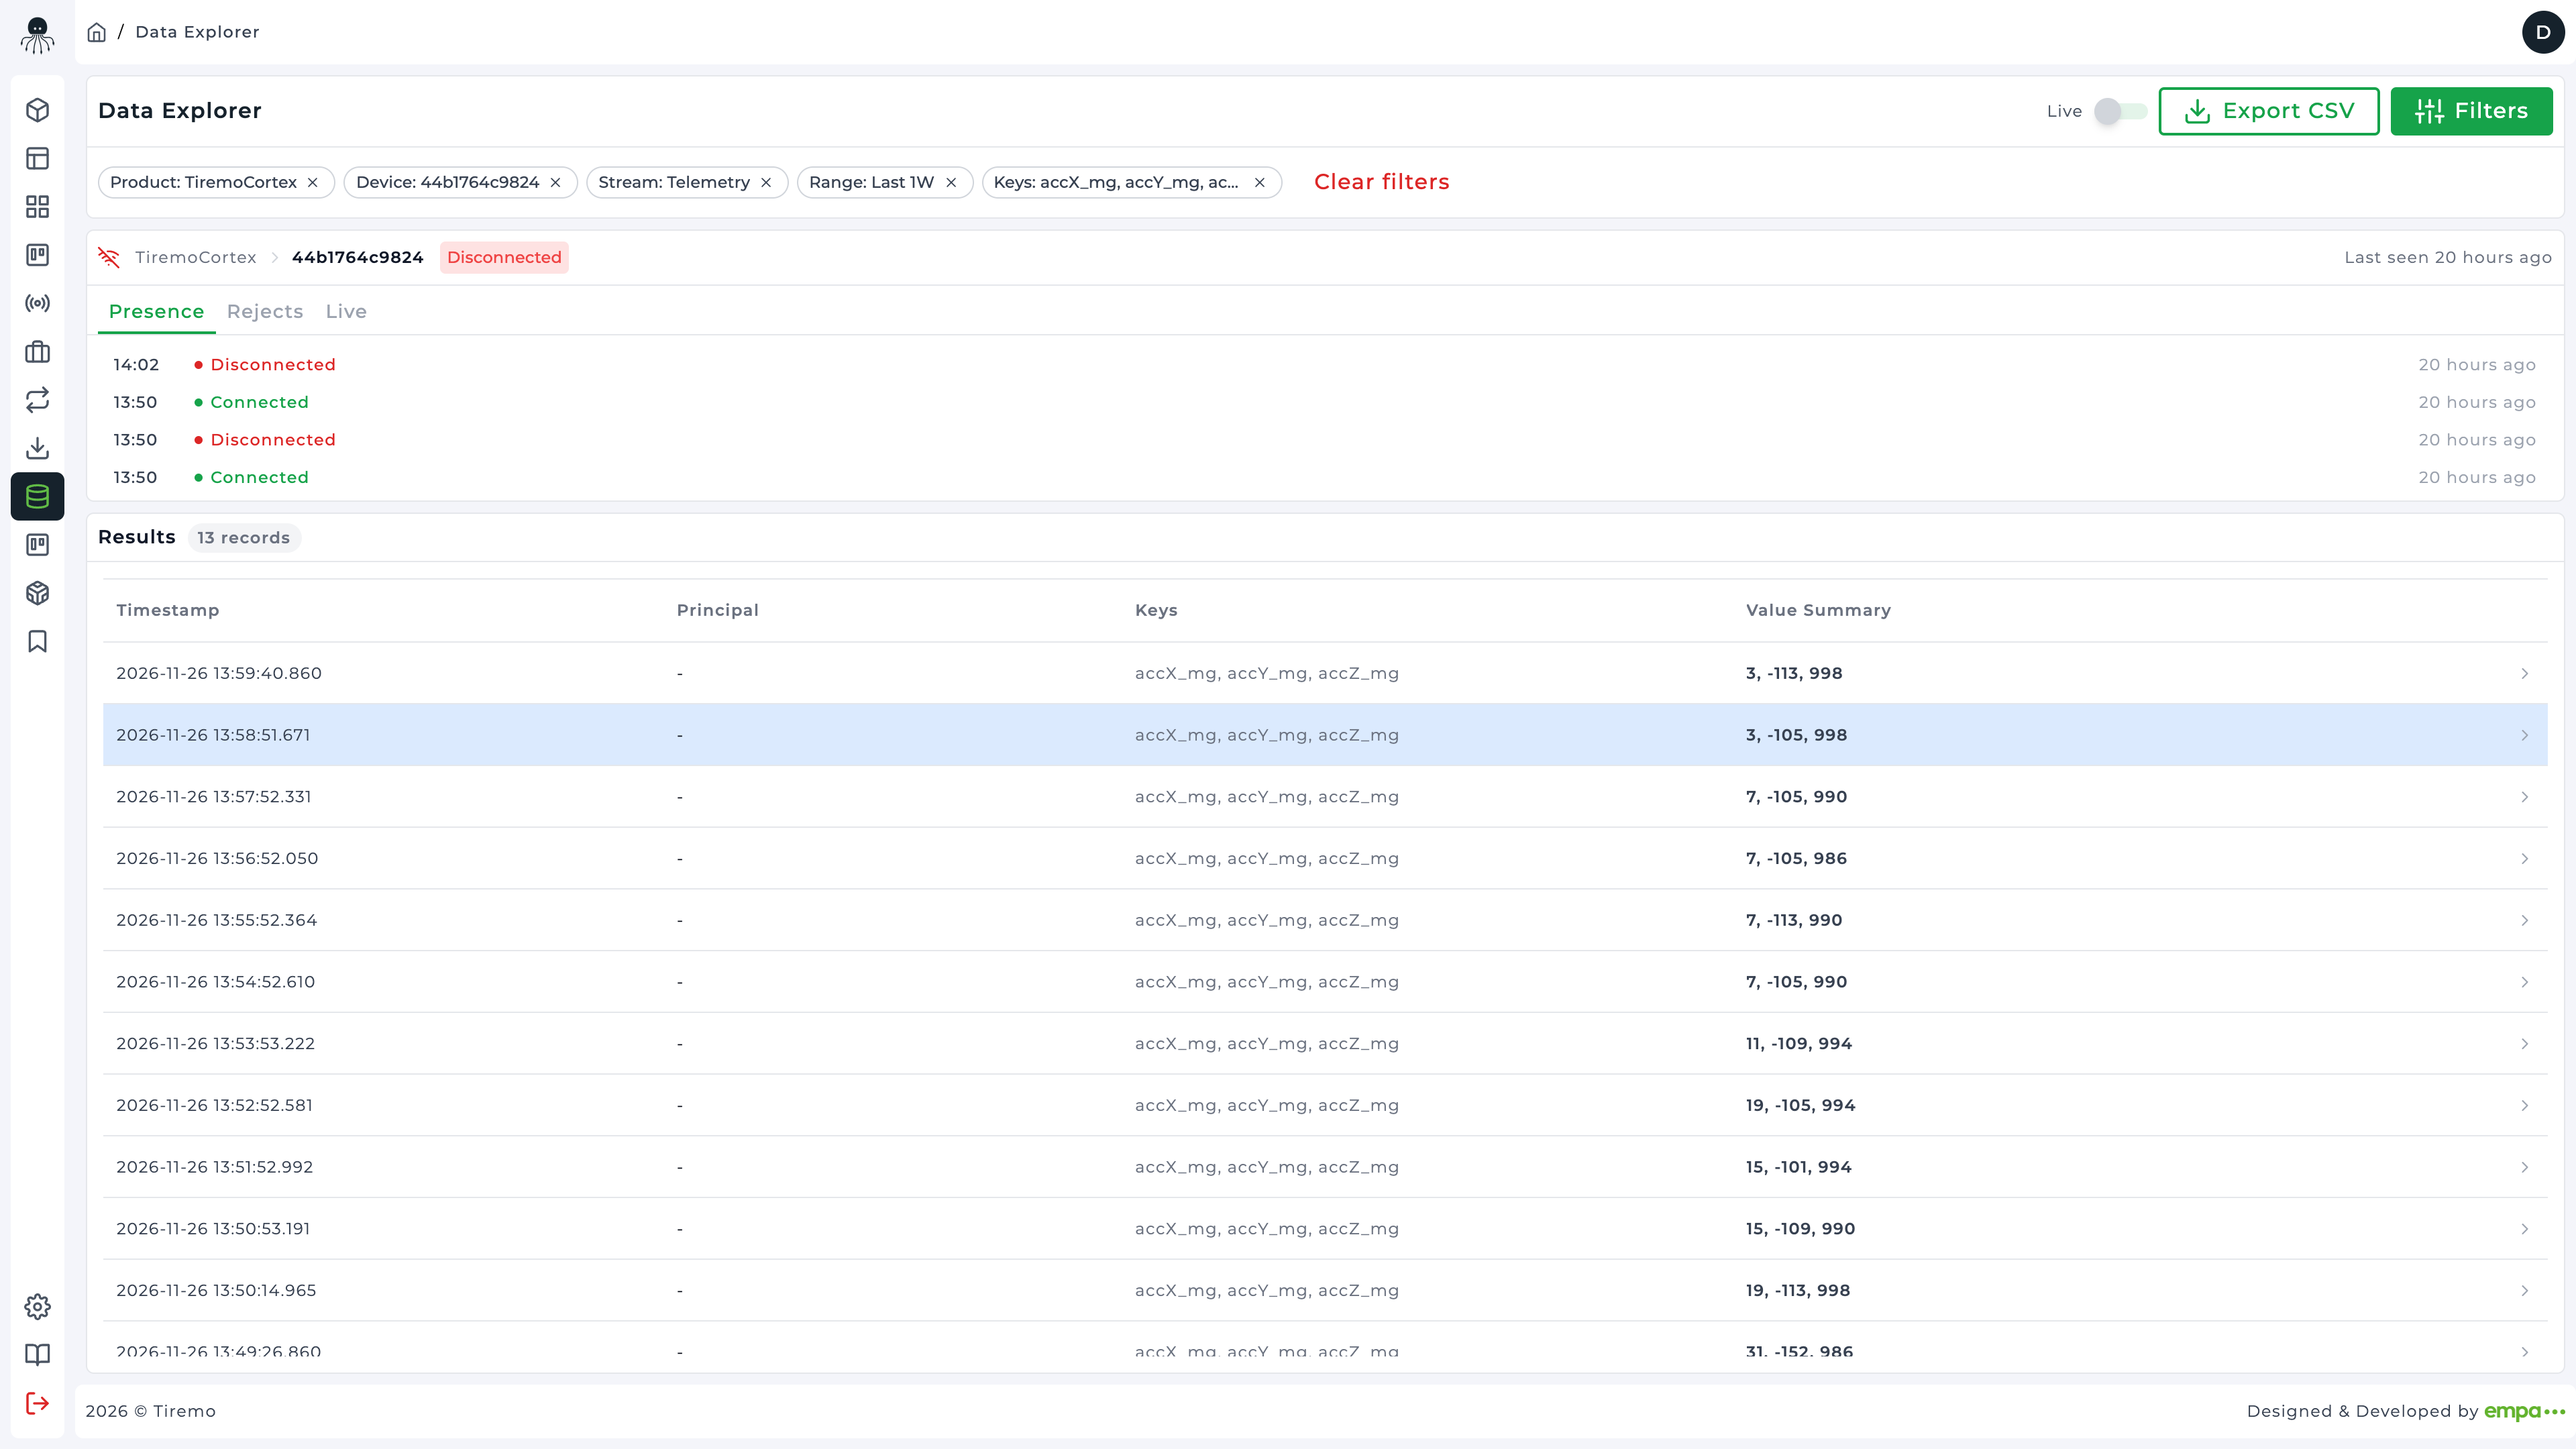 / Data Explorer
D
Data Explorer
Live
Export CSV
Filters
Product: TiremoCortex
Device: 44b1764c9824
Stream: Telemetry
Range: Last 1W
Keys: accX_mg, accY_mg, ac...
Clear filters
TiremoCortex
44b1764c9824
Disconnected
Last seen 20 hours ago
Presence Rejects Live
14:02 Disconnected 20 hours ago
13:50 Connected 20 hours ago
13:50 Disconnected 20 hours ago
13:50 Connected 20 hours ago
Results 13 records
Timestamp Principal Keys Value Summary
2026-11-26 13:59:40.860 - accX_mg, accY_mg, accZ_mg 3, -113, 998
2026-11-26 13:58:51.671 - accX_mg, accY_mg, accZ_mg 3, -105, 998
2026-11-26 13:57:52.331 - accX_mg, accY_mg, accZ_mg 7, -105, 990
2026-11-26 13:56:52.050 - accX_mg, accY_mg, accZ_mg 7, -105, 986
2026-11-26 13:55:52.364 - accX_mg, accY_mg, accZ_mg 7, -113, 990
2026-11-26 13:54:52.610 - accX_mg, accY_mg, accZ_mg 7, -105, 990
2026-11-26 13:53:53.222 - accX_mg, accY_mg, accZ_mg 11, -109, 994
2026-11-26 13:52:52.581 - accX_mg, accY_mg, accZ_mg 19, -105, 994
2026-11-26 13:51:52.992 - accX_mg, accY_mg, accZ_mg 15, -101, 994
2026-11-26 13:50:53.191 - accX_mg, accY_mg, accZ_mg 15, -109, 990
2026-11-26 13:50:14.965 - accX_mg, accY_mg, accZ_mg 19, -113, 998
2026-11-26 13:49:26.860 - accX_mg, accY_mg, accZ_mg 31, -152, 986
2026 © Tiremo
Designed & Developed by empa